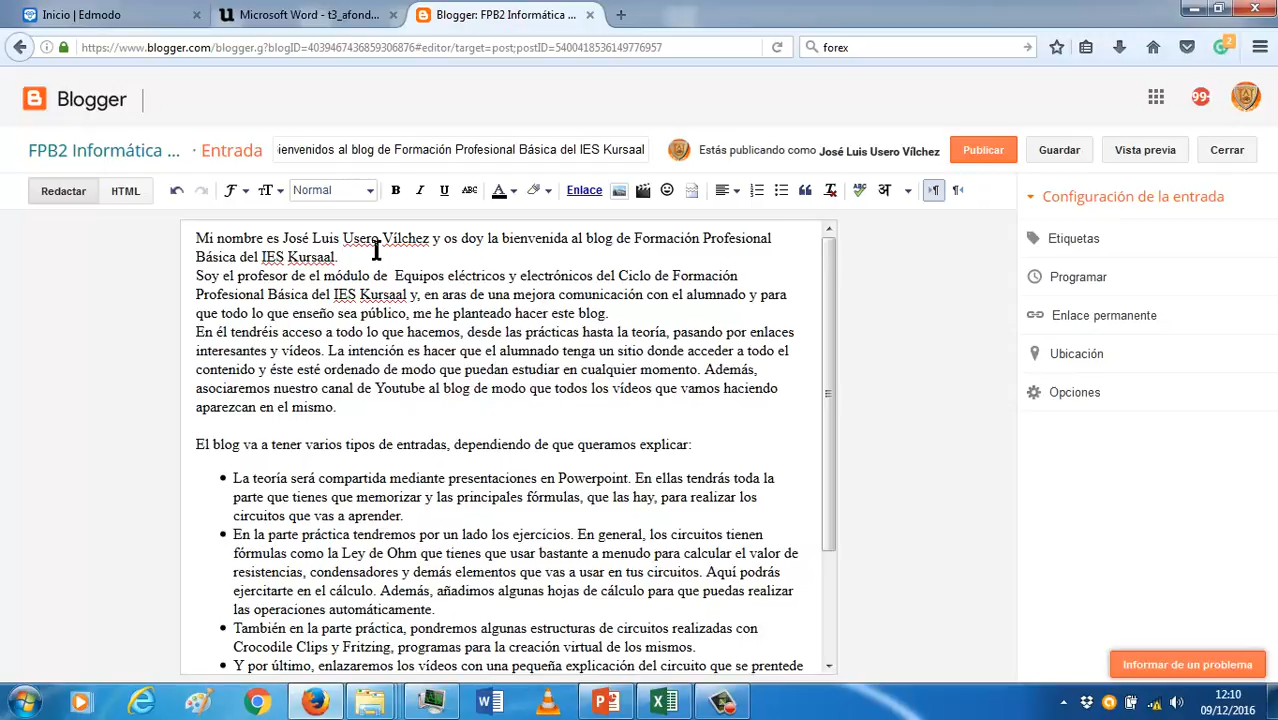 Inicio | Edmodo
Microsoft Word - t3_afond...
Blogger: FPB2 Informática ...
https://www.blogger.com/blogger.g?blogID=4039467436859306876#editor/target=post;postID=5400418536149776957
forex
2
Blogger
99+
FPB2 Informática ... · Entrada
ienvenidos al blog de Formación Profesional Básica del IES Kursaal
Estás publicando como José Luis Usero Vílchez
Publicar
Guardar
Vista previa
Cerrar
Redactar
HTML
Normal
B I U ABC
Enlace
Configuración de la entrada
Etiquetas
Programar
Enlace permanente
Ubicación
Opciones
Mi nombre es José Luis Usero Vílchez y os doy la bienvenida al blog de Formación Profesional
Básica del IES Kursaal.
Soy el profesor de el módulo de  Equipos eléctricos y electrónicos del Ciclo de Formación
Profesional Básica del IES Kursaal y, en aras de una mejora comunicación con el alumnado y para
que todo lo que enseño sea público, me he planteado hacer este blog.
En él tendréis acceso a todo lo que hacemos, desde las prácticas hasta la teoría, pasando por enlaces
interesantes y vídeos. La intención es hacer que el alumnado tenga un sitio donde acceder a todo el
contenido y éste esté ordenado de modo que puedan estudiar en cualquier momento. Además,
asociaremos nuestro canal de Youtube al blog de modo que todos los vídeos que vamos haciendo
aparezcan en el mismo.
El blog va a tener varios tipos de entradas, dependiendo de que queramos explicar:
• La teoría será compartida mediante presentaciones en Powerpoint. En ellas tendrás toda la
parte que tienes que memorizar y las principales fórmulas, que las hay, para realizar los
circuitos que vas a aprender.
• En la parte práctica tendremos por un lado los ejercicios. En general, los circuitos tienen
fórmulas como la Ley de Ohm que tienes que usar bastante a menudo para calcular el valor de
resistencias, condensadores y demás elementos que vas a usar en tus circuitos. Aquí podrás
ejercitarte en el cálculo. Además, añadimos algunas hojas de cálculo para que puedas realizar
las operaciones automáticamente.
• También en la parte práctica, pondremos algunas estructuras de circuitos realizadas con
Crocodile Clips y Fritzing, programas para la creación virtual de los mismos.
• Y por último, enlazaremos los vídeos con una pequeña explicación del circuito que se prentede
Informar de un problema
12:10
09/12/2016